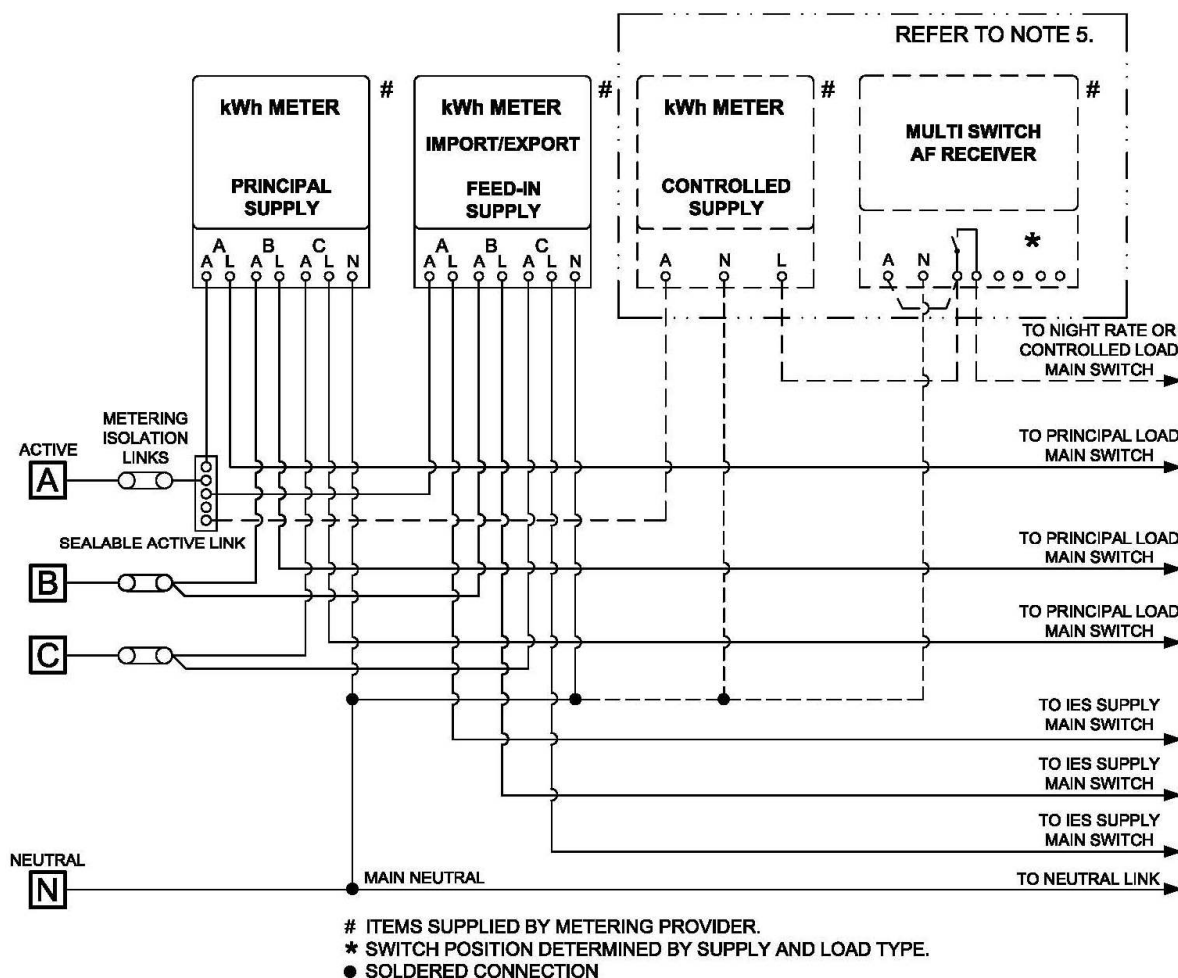 REFER TO NOTE 5.
#
#
#
#
kWh METER
PRINCIPAL
SUPPLY
kWh METER
IMPORT/EXPORT
FEED-IN
SUPPLY
kWh METER
CONTROLLED
SUPPLY
MULTI SWITCH
AF RECEIVER
A B C
A L A L A L N
A B C
A L A L A L N
A N L
A N
*
TO NIGHT RATE OR
CONTROLLED LOAD
MAIN SWITCH
METERING
ISOLATION
LINKS
ACTIVE
A
TO PRINCIPAL LOAD
MAIN SWITCH
SEALABLE ACTIVE LINK
B
TO PRINCIPAL LOAD
MAIN SWITCH
C
TO PRINCIPAL LOAD
MAIN SWITCH
TO IES SUPPLY
MAIN SWITCH
TO IES SUPPLY
MAIN SWITCH
TO IES SUPPLY
MAIN SWITCH
NEUTRAL
N
MAIN NEUTRAL
TO NEUTRAL LINK
# ITEMS SUPPLIED BY METERING PROVIDER.
* SWITCH POSITION DETERMINED BY SUPPLY AND LOAD TYPE.
● SOLDERED CONNECTION